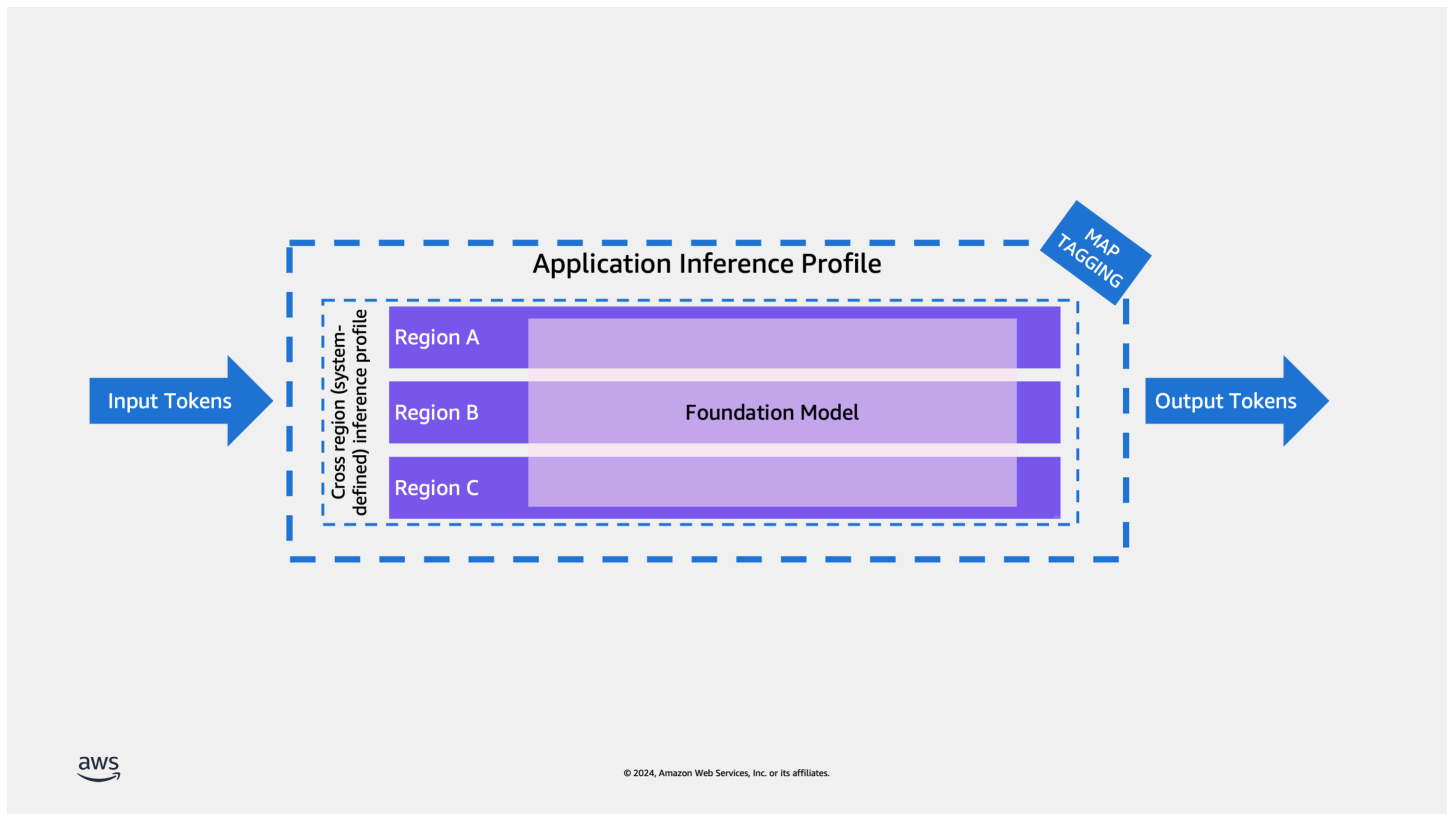 MAP
TAGGING
Application Inference Profile
Cross region (system-
defined) inference profile
Region A
Input Tokens
Region B
Foundation Model
Output Tokens
Region C
aws
© 2024, Amazon Web Services, Inc. or its affiliates.